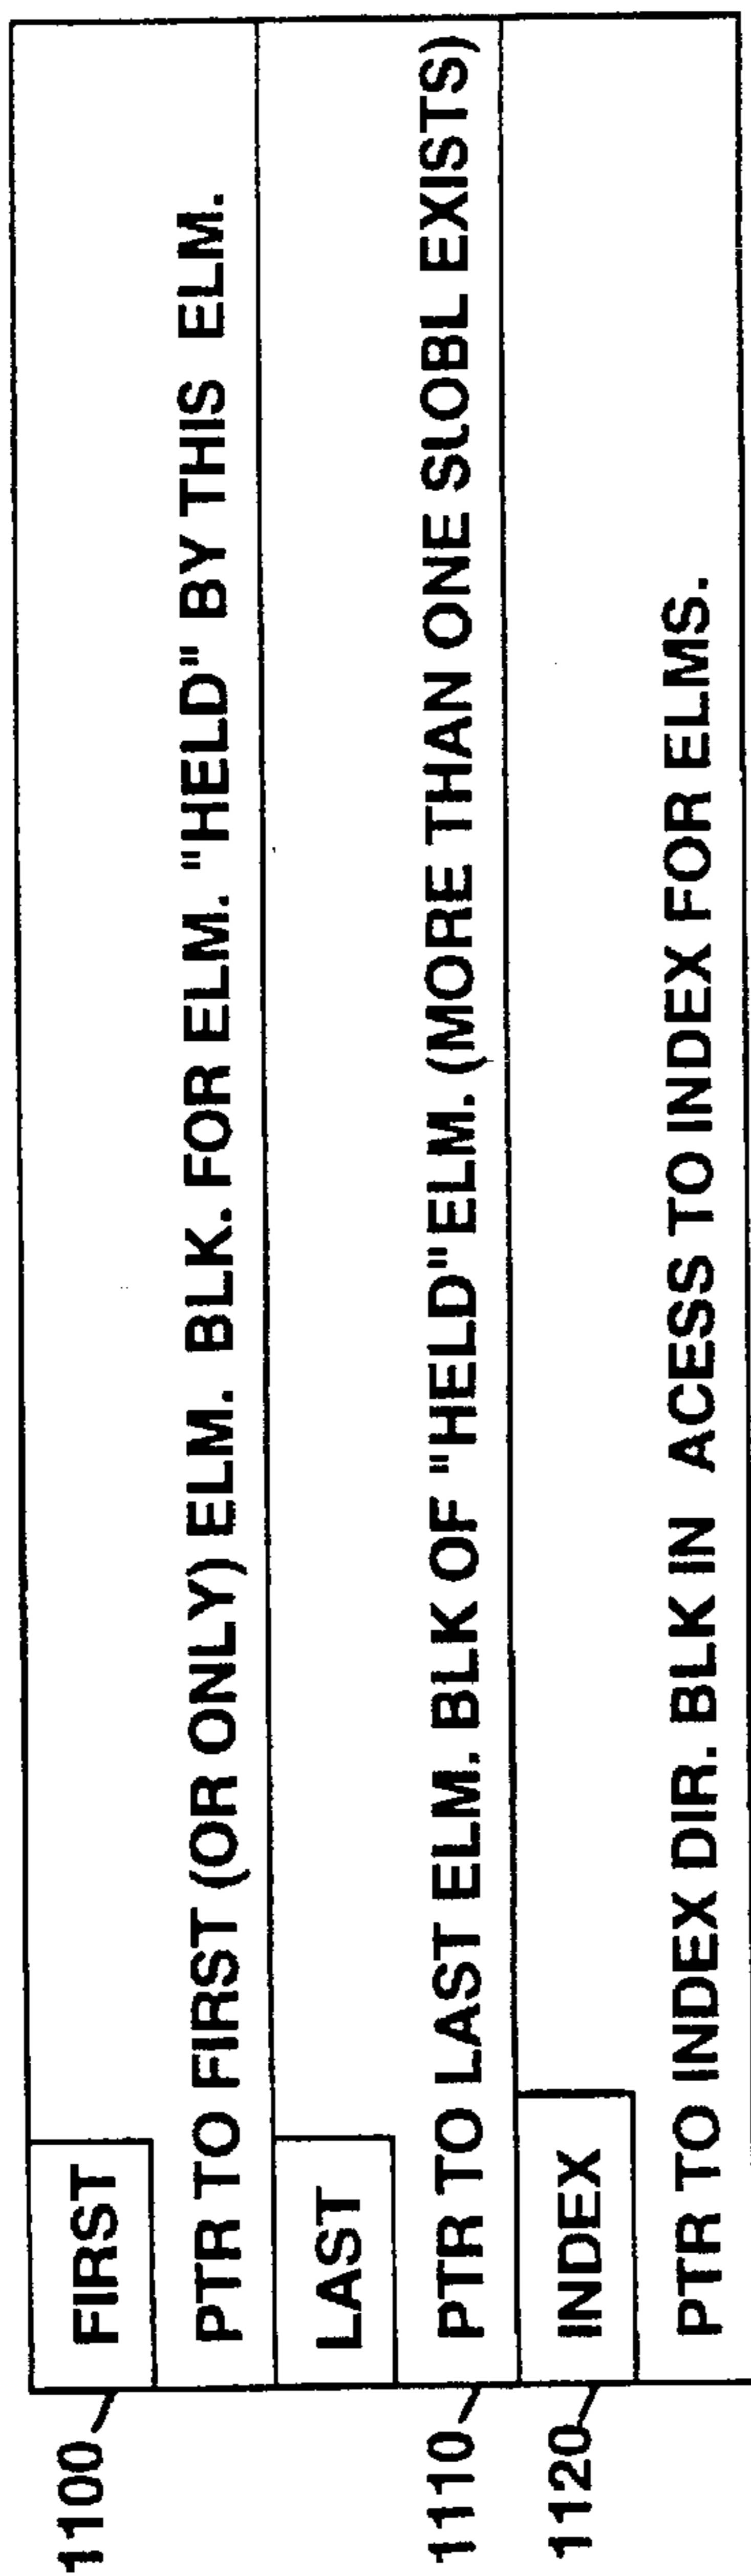 1100
FIRST
PTR TO FIRST (OR ONLY) ELM. BLK. FOR ELM. "HELD" BY THIS ELM.
LAST
1110
PTR TO LAST ELM. BLK OF "HELD" ELM. (MORE THAN ONE SLOBL EXISTS)
1120
INDEX
PTR TO INDEX DIR. BLK IN ACESS TO INDEX FOR ELMS.